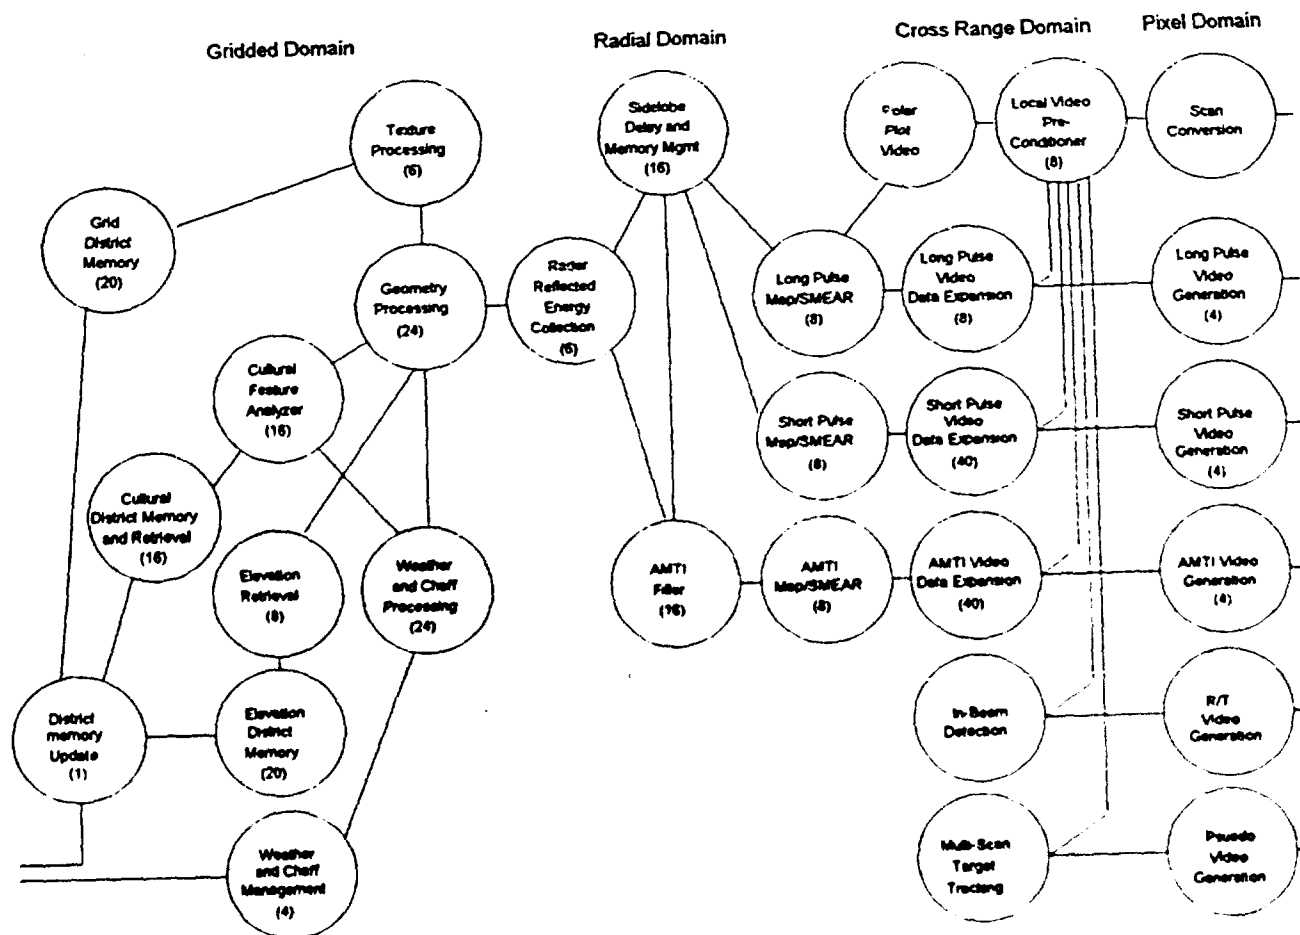 Gridded Domain
Radial Domain
Cross Range Domain
Pixel Domain
Texture
Processing
(6)
Grid
District
Memory
(20)
Geometry
Processing
(24)
Cultural
Feature
Analyzer
(16)
Cultural
District Memory
and Retrieval
(16)
Elevation
Retrieval
(8)
Weather
and Chaff
Processing
(24)
District
memory
Update
(1)
Elevation
District
Memory
(20)
Weather
and Chaff
Management
(4)
Sidelobe
Delay and
Memory Mgmt
(16)
Radar
Reflected
Energy
Collection
(6)
Long Pulse
Map/SMEAR
(8)
Short Pulse
Map/SMEAR
(8)
AMTI
Filter
(16)
AMTI
Map/SMEAR
(8)
Polar
Plot
Video
Local Video
Pre-
Conditioner
(8)
Long Pulse
Video
Data Expansion
(8)
Short Pulse
Video
Data Expansion
(40)
AMTI Video
Data Expansion
(40)
In-Beam
Detection
Multi-Scan
Target
Tracking
Scan
Conversion
Long Pulse
Video
Generation
(4)
Short Pulse
Video
Generation
(4)
AMTI Video
Generation
(4)
R/T
Video
Generation
Psuedo
Video
Generation